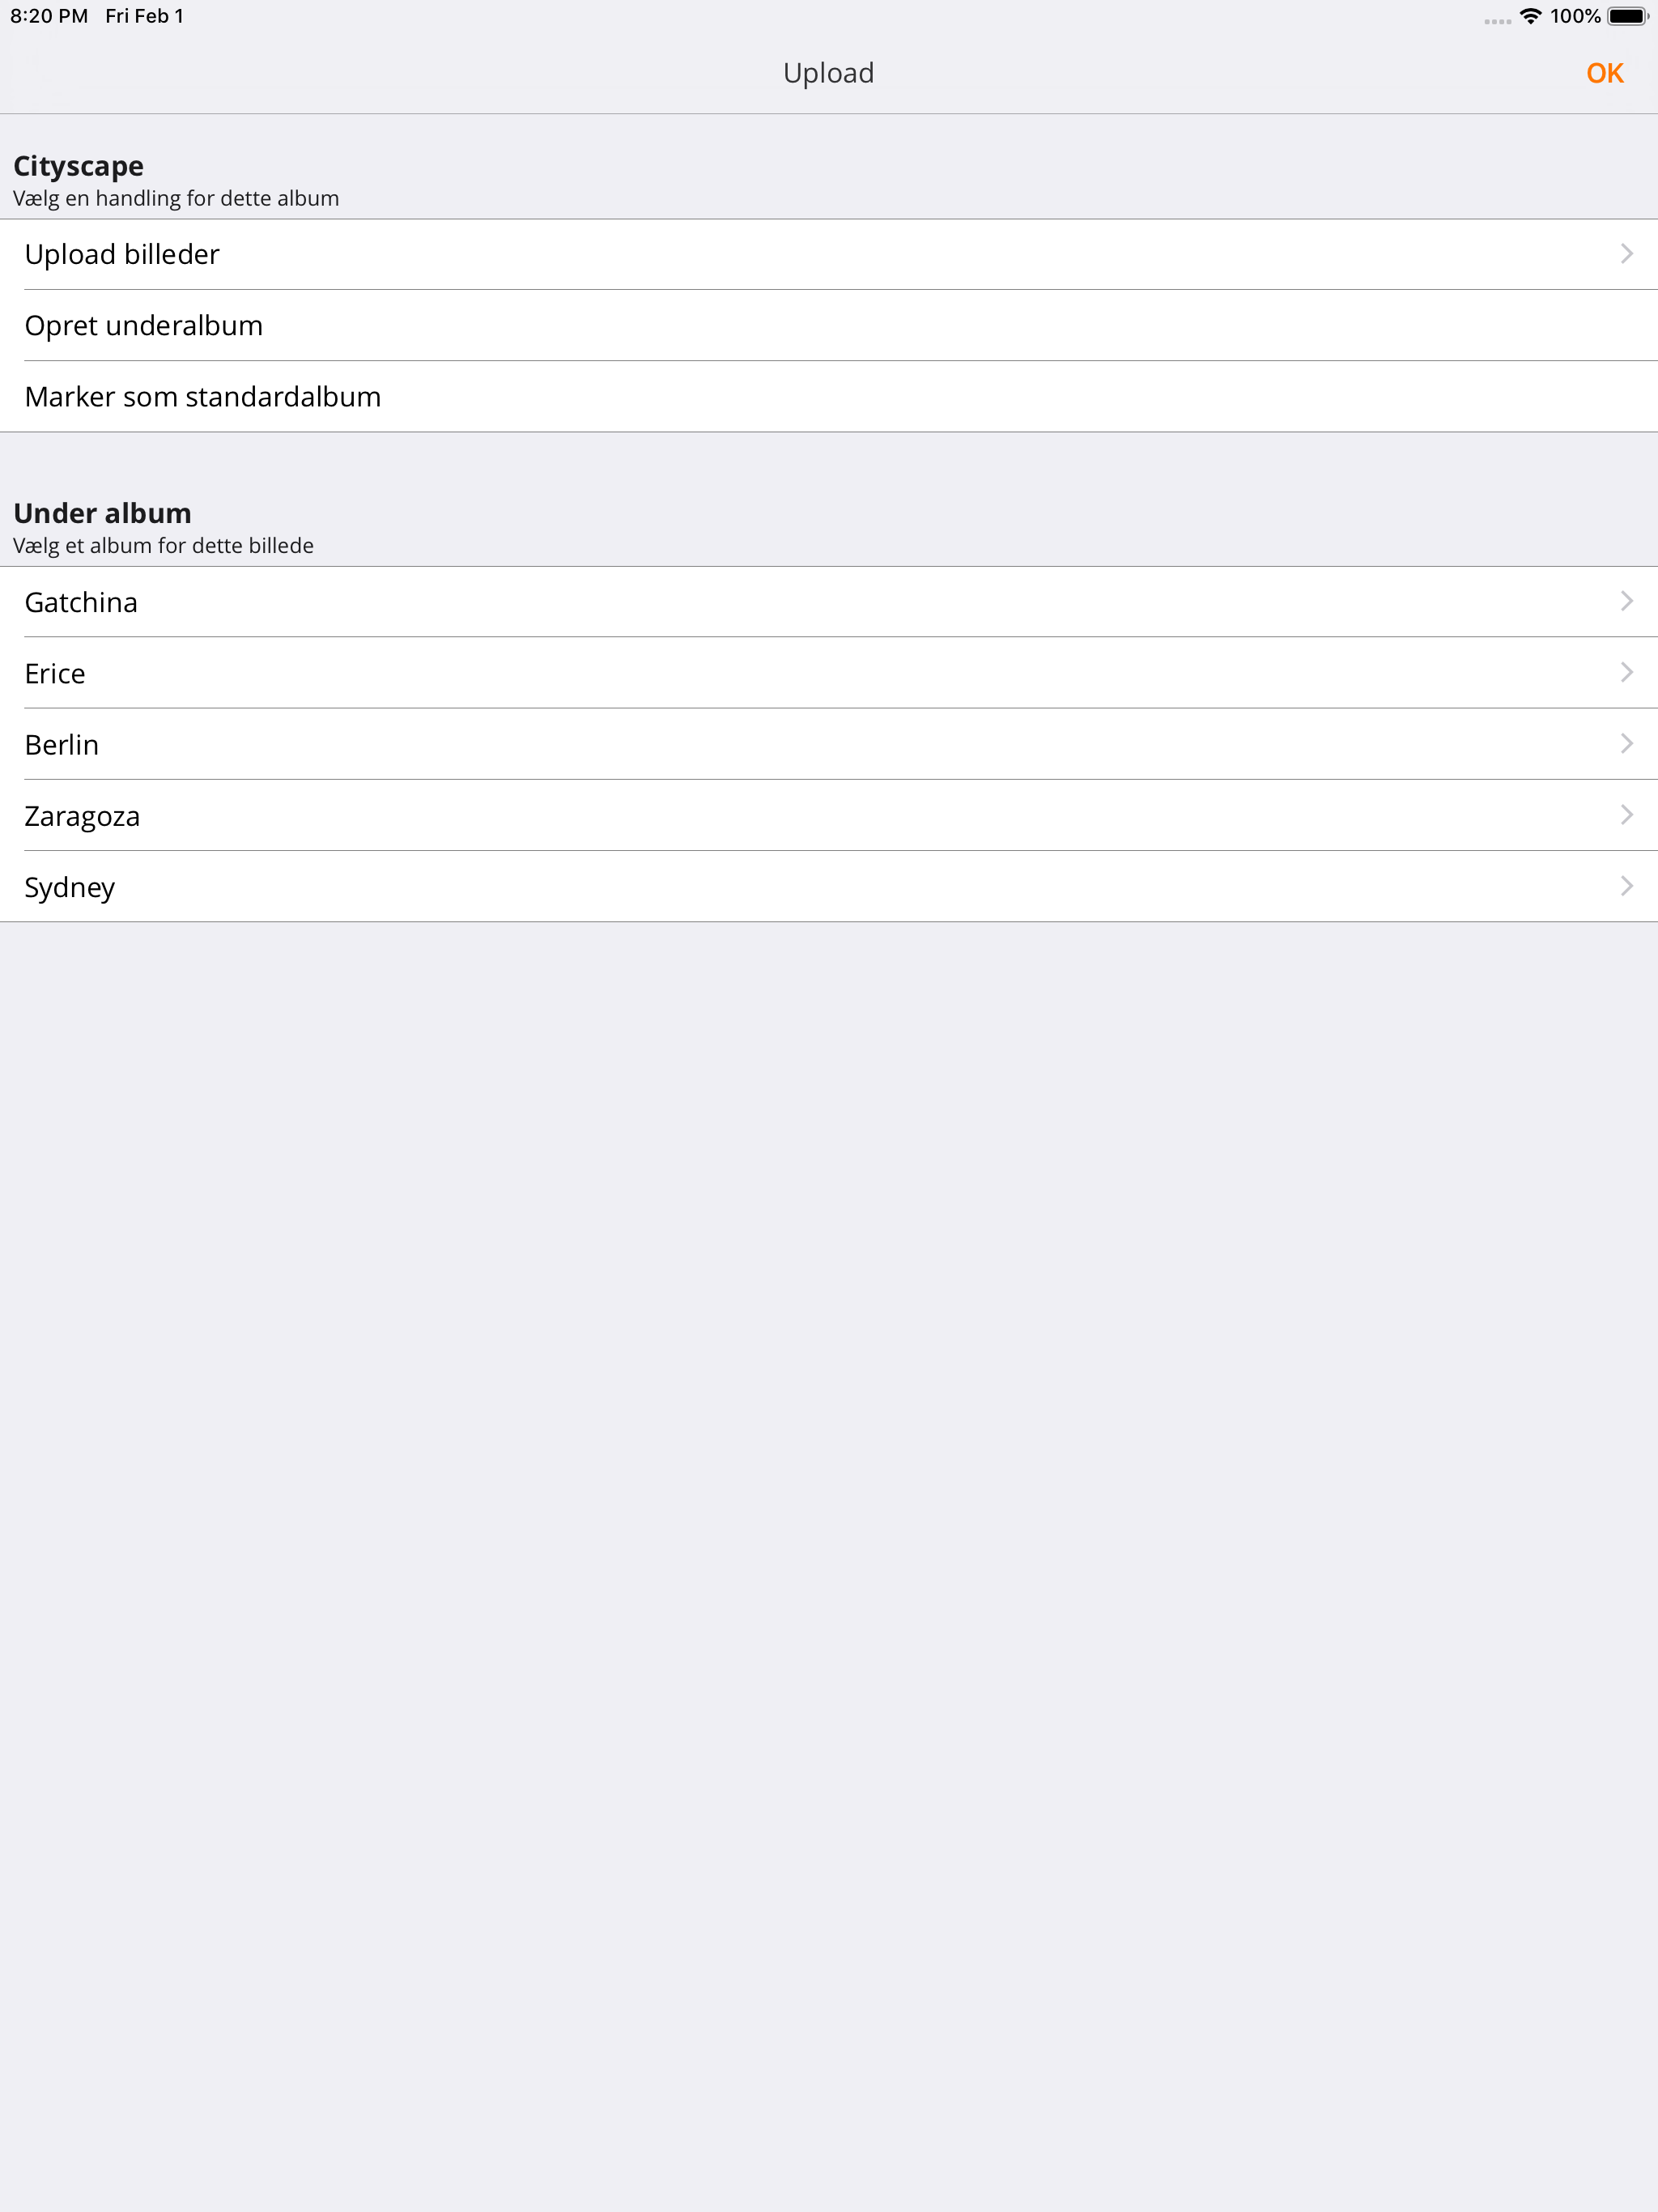 8:20 PM Fri Feb 1 100%
Upload OK
Cityscape
Vælg en handling for dette album
Upload billeder
Opret underalbum
Marker som standardalbum
Under album
Vælg et album for dette billede
Gatchina
Erice
Berlin
Zaragoza
Sydney